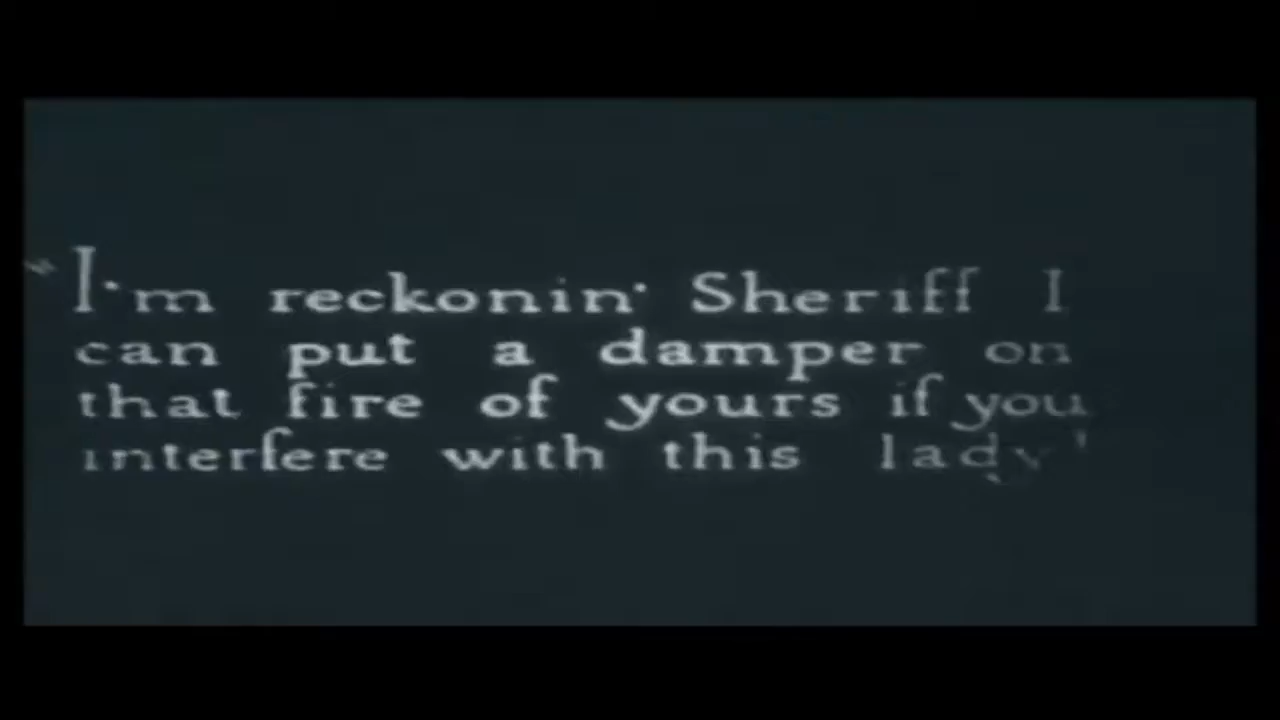 "I'm reckonin' Sheriff I
can put a damper on
that fire of yours if you
interfere with this lady"